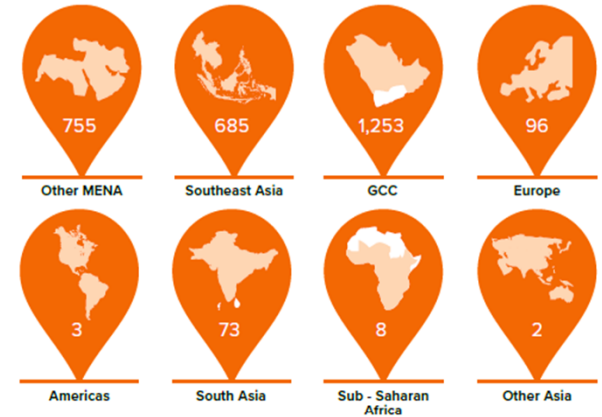 755
685
1,253
96
Other MENA
Southeast Asia
GCC
Europe
3
73
8
2
Americas
South Asia
Sub - Saharan
Africa
Other Asia